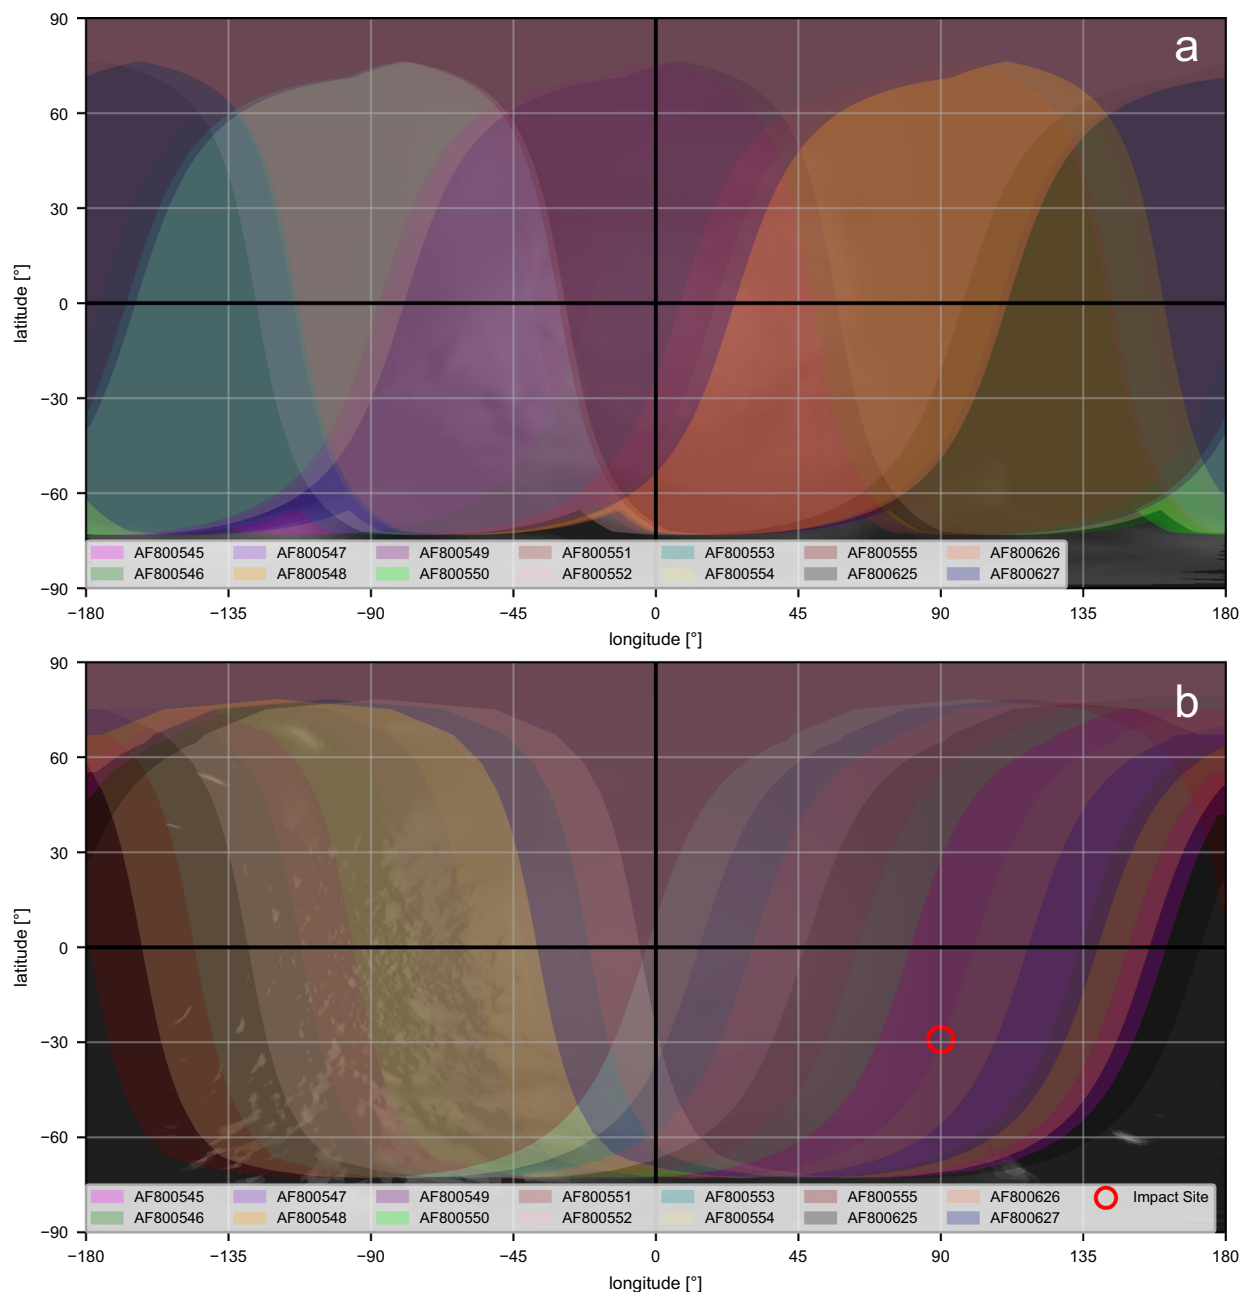 a
90
60
30
0
−30
−60
−90
latitude [°]
AF800545 AF800547 AF800549 AF800551 AF800553 AF800555 AF800626
AF800546 AF800548 AF800550 AF800552 AF800554 AF800625 AF800627
−180 −135 −90 −45 0 45 90 135 180
longitude [°]
b
90
60
30
0
−30
−60
−90
latitude [°]
AF800545 AF800547 AF800549 AF800551 AF800553 AF800555 AF800626 Impact Site
AF800546 AF800548 AF800550 AF800552 AF800554 AF800625 AF800627
−180 −135 −90 −45 0 45 90 135 180
longitude [°]